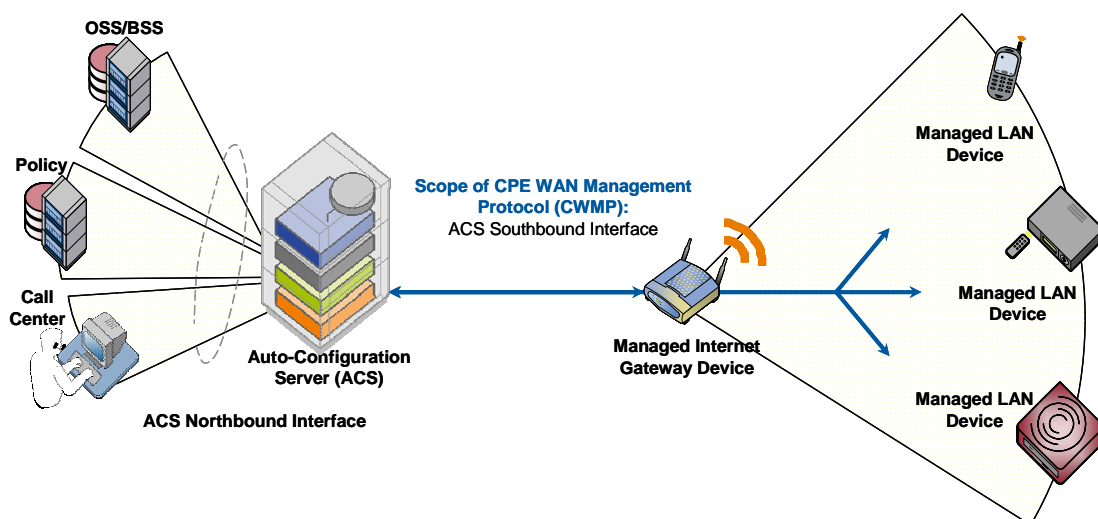 OSS/BSS
Policy
Call
Center
Auto-Configuration
Server (ACS)
ACS Northbound Interface
Scope of CPE WAN Management
Protocol (CWMP):
ACS Southbound Interface
Managed Internet
Gateway Device
Managed LAN
Device
Managed LAN
Device
Managed LAN
Device